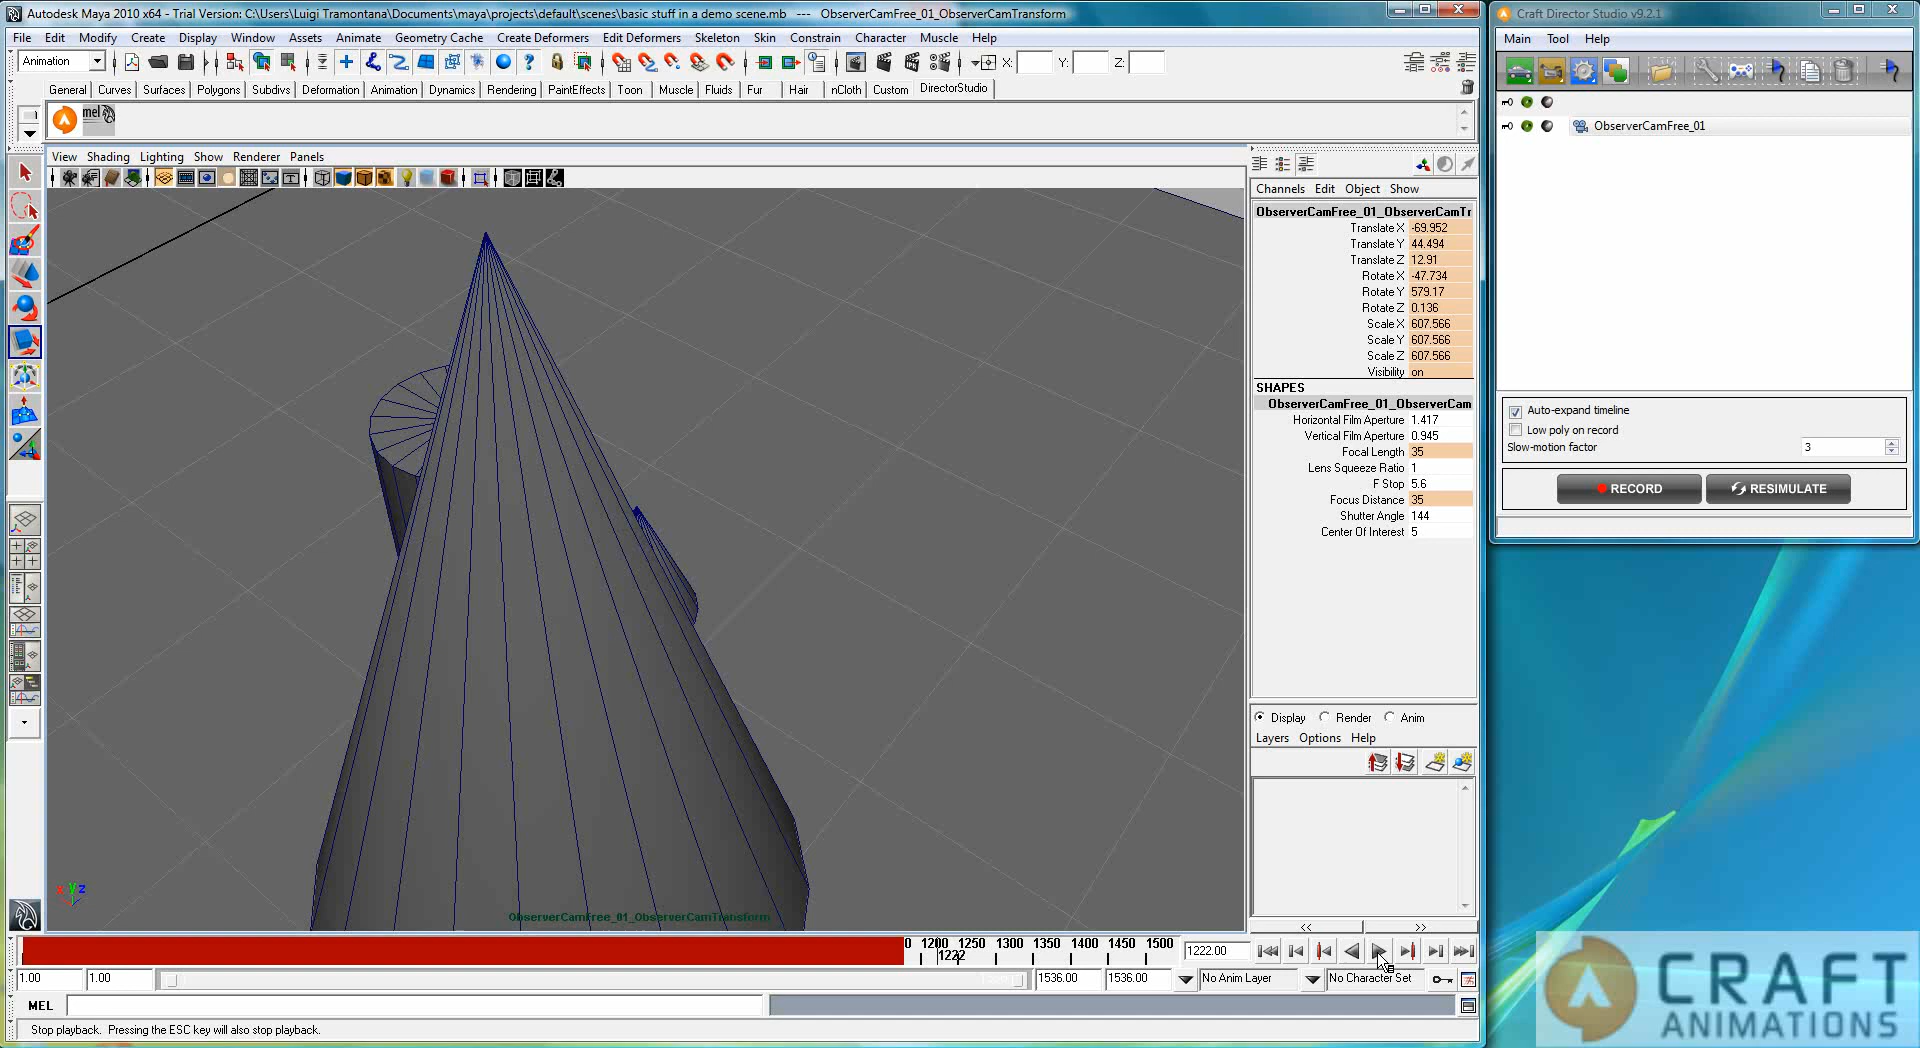 Autodesk Maya 2010 x64 - Trial Version: C:\Users\Luigi Tramontana\Documents\maya\projects\default\scenes\basic stuff in a demo scene.mb --- ObserverCamFree_01_ObserverCamTransform
File Edit Modify Create Display Window Assets Animate Geometry Cache Create Deformers Edit Deformers Skeleton Skin Constrain Character Muscle Help
Animation X: Y: Z:
General Curves Surfaces Polygons Subdivs Deformation Animation Dynamics Rendering PaintEffects Toon Muscle Fluids Fur Hair nCloth Custom DirectorStudio
mel
View Shading Lighting Show Renderer Panels
Channels Edit Object Show
ObserverCamFree_01_ObserverCamTr
Translate X -69.952
Translate Y 44.494
Translate Z 12.91
Rotate X -47.734
Rotate Y 579.17
Rotate Z 0.136
Scale X 607.566
Scale Y 607.566
Scale Z 607.566
Visibility on
SHAPES
ObserverCamFree_01_ObserverCam
Horizontal Film Aperture 1.417
Vertical Film Aperture 0.945
Focal Length 35
Lens Squeeze Ratio 1
F Stop 5.6
Focus Distance 35
Shutter Angle 144
Center Of Interest 5
Display Render Anim
Layers Options Help
<< >>
x y z
ObserverCamFree_01_ObserverCamTransform
0 1200 1250 1300 1350 1400 1450 1500
1222
1222.00
1.00 1.00 1536.00 1536.00 No Anim Layer No Character Set
MEL
Stop playback. Pressing the ESC key will also stop playback.
Craft Director Studio v9.2.1
Main Tool Help
ObserverCamFree_01
Auto-expand timeline
Low poly on record
Slow-motion factor 3
RECORD RESIMULATE
CRAFT
ANIMATIONS